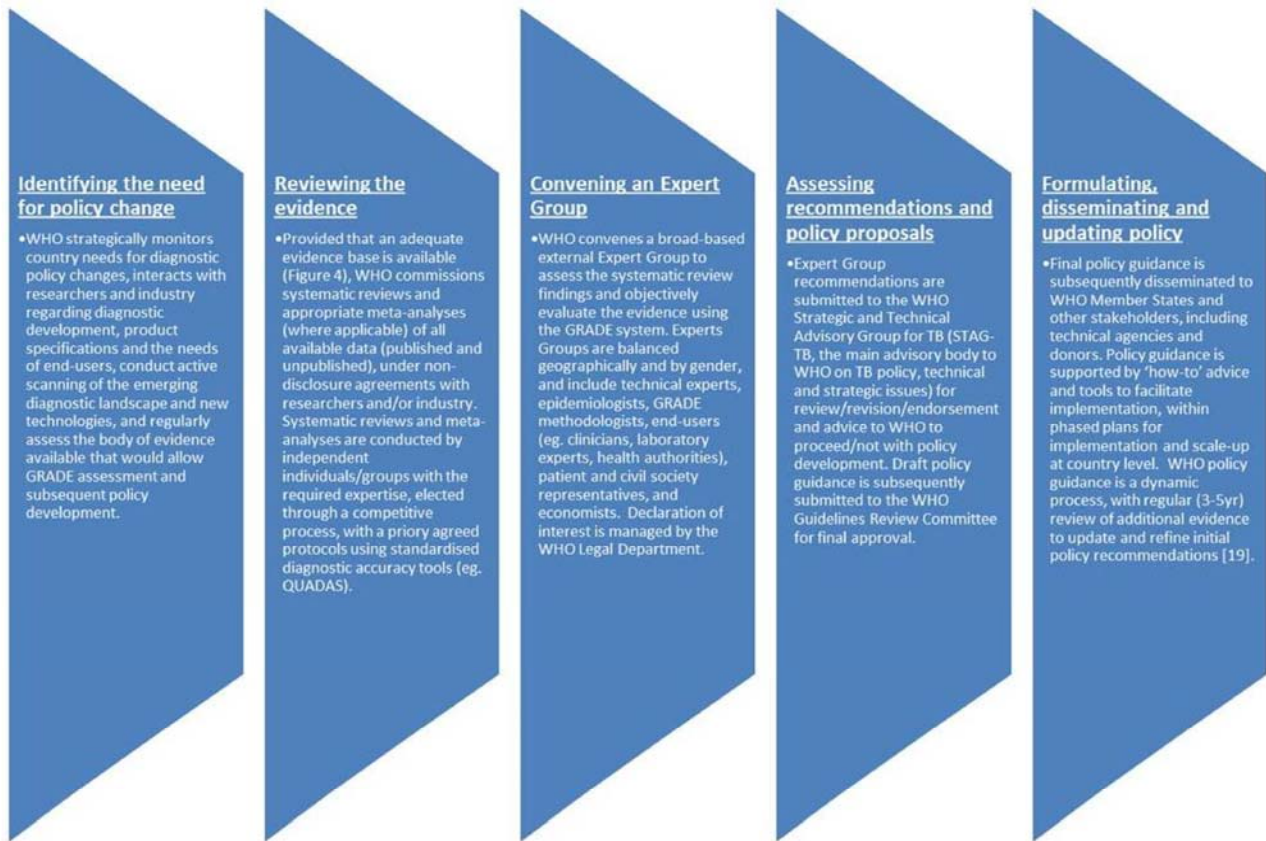 Identifying the need
for policy change
•WHO strategically monitors
country needs for diagnostic
policy changes, interacts with
researchers and industry
regarding diagnostic
development, product
specifications and the needs
of end-users, conduct active
scanning of the emerging
diagnostic landscape and new
technologies, and regularly
assess the body of evidence
available that would allow
GRADE assessment and
subsequent policy
development.
Reviewing the
evidence
•Provided that an adequate
evidence base is available
(Figure 4), WHO commissions
systematic reviews and
appropriate meta-analyses
(where applicable) of all
available data (published and
unpublished), under non-
disclosure agreements with
researchers and/or industry.
Systematic reviews and meta-
analyses are conducted by
independent
individuals/groups with the
required expertise, elected
through a competitive
process, with a priory agreed
protocols using standardised
diagnostic accuracy tools (eg.
QUADAS).
Convening an Expert
Group
•WHO convenes a broad-based
external Expert Group to
assess the systematic review
findings and objectively
evaluate the evidence using
the GRADE system. Experts
Groups are balanced
geographically and by gender,
and include technical experts,
epidemiologists, GRADE
methodologists, end-users
(eg. clinicians, laboratory
experts, health authorities),
patient and civil society
representatives, and
economists. Declaration of
interest is managed by the
WHO Legal Department.
Assessing
recommendations and
policy proposals
•Expert Group
recommendations are
submitted to the WHO
Strategic and Technical
Advisory Group for TB (STAG-
TB, the main advisory body to
WHO on TB policy, technical
and strategic issues) for
review/revision/endorsement
and advice to WHO to
proceed/not with policy
development. Draft policy
guidance is subsequently
submitted to the WHO
Guidelines Review Committee
for final approval.
Formulating,
disseminating and
updating policy
•Final policy guidance is
subsequently disseminated to
WHO Member States and
other stakeholders, including
technical agencies and
donors. Policy guidance is
supported by ‘how-to’ advice
and tools to facilitate
implementation, within
phased plans for
implementation and scale-up
at country level. WHO policy
guidance is a dynamic
process, with regular (3-5yr)
review of additional evidence
to update and refine initial
policy recommendations [19].